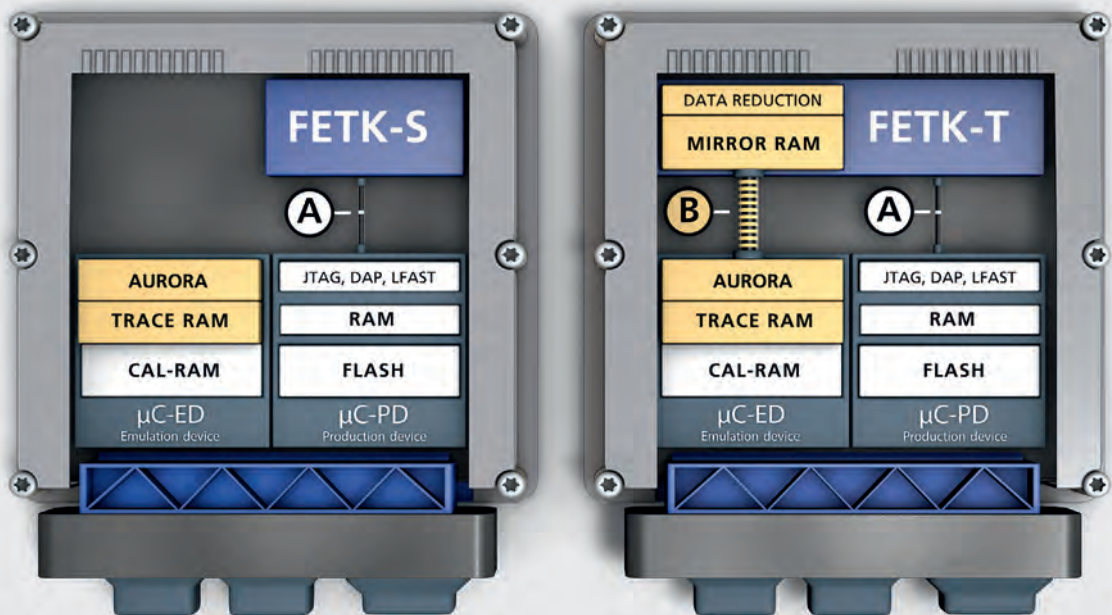 FETK-S
A
AURORA
TRACE RAM
CAL-RAM
µC-ED
Emulation device
JTAG, DAP, LFAST
RAM
FLASH
µC-PD
Production device
DATA REDUCTION
MIRROR RAM
FETK-T
B
A
AURORA
TRACE RAM
CAL-RAM
µC-ED
Emulation device
JTAG, DAP, LFAST
RAM
FLASH
µC-PD
Production device